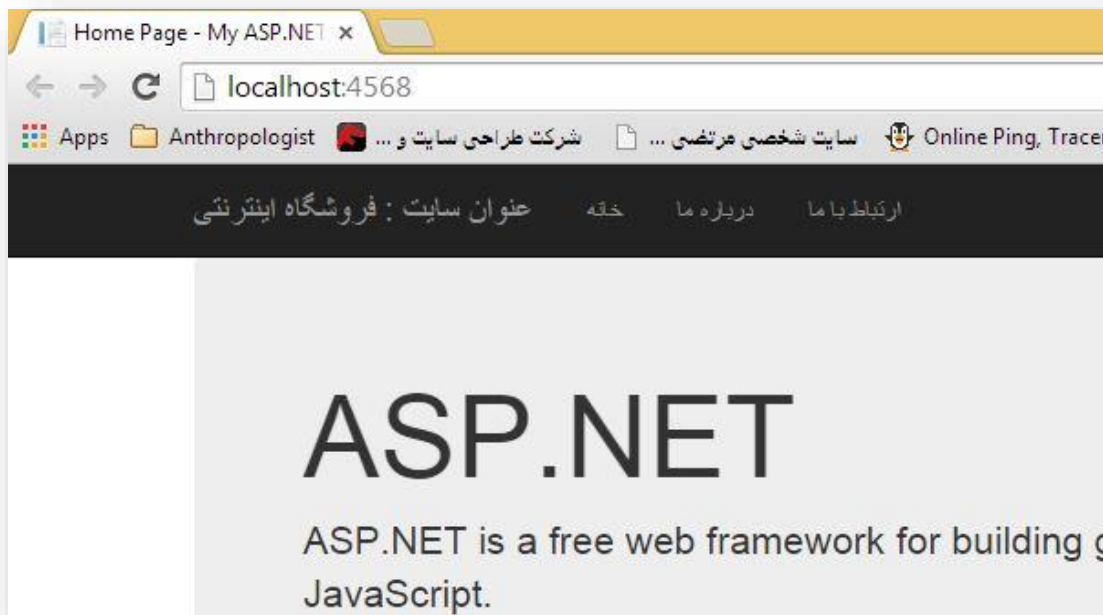 Home Page - My ASP.NET
localhost:4568
Apps Anthropologist شرکت طراحی سایت و ... سایت شخصی مرتضی ... Online Ping, Tracer
عنوان سایت : فروشگاه اینترنتی خانه درباره ما ارتباط با ما
ASP.NET
ASP.NET is a free web framework for building g
JavaScript.